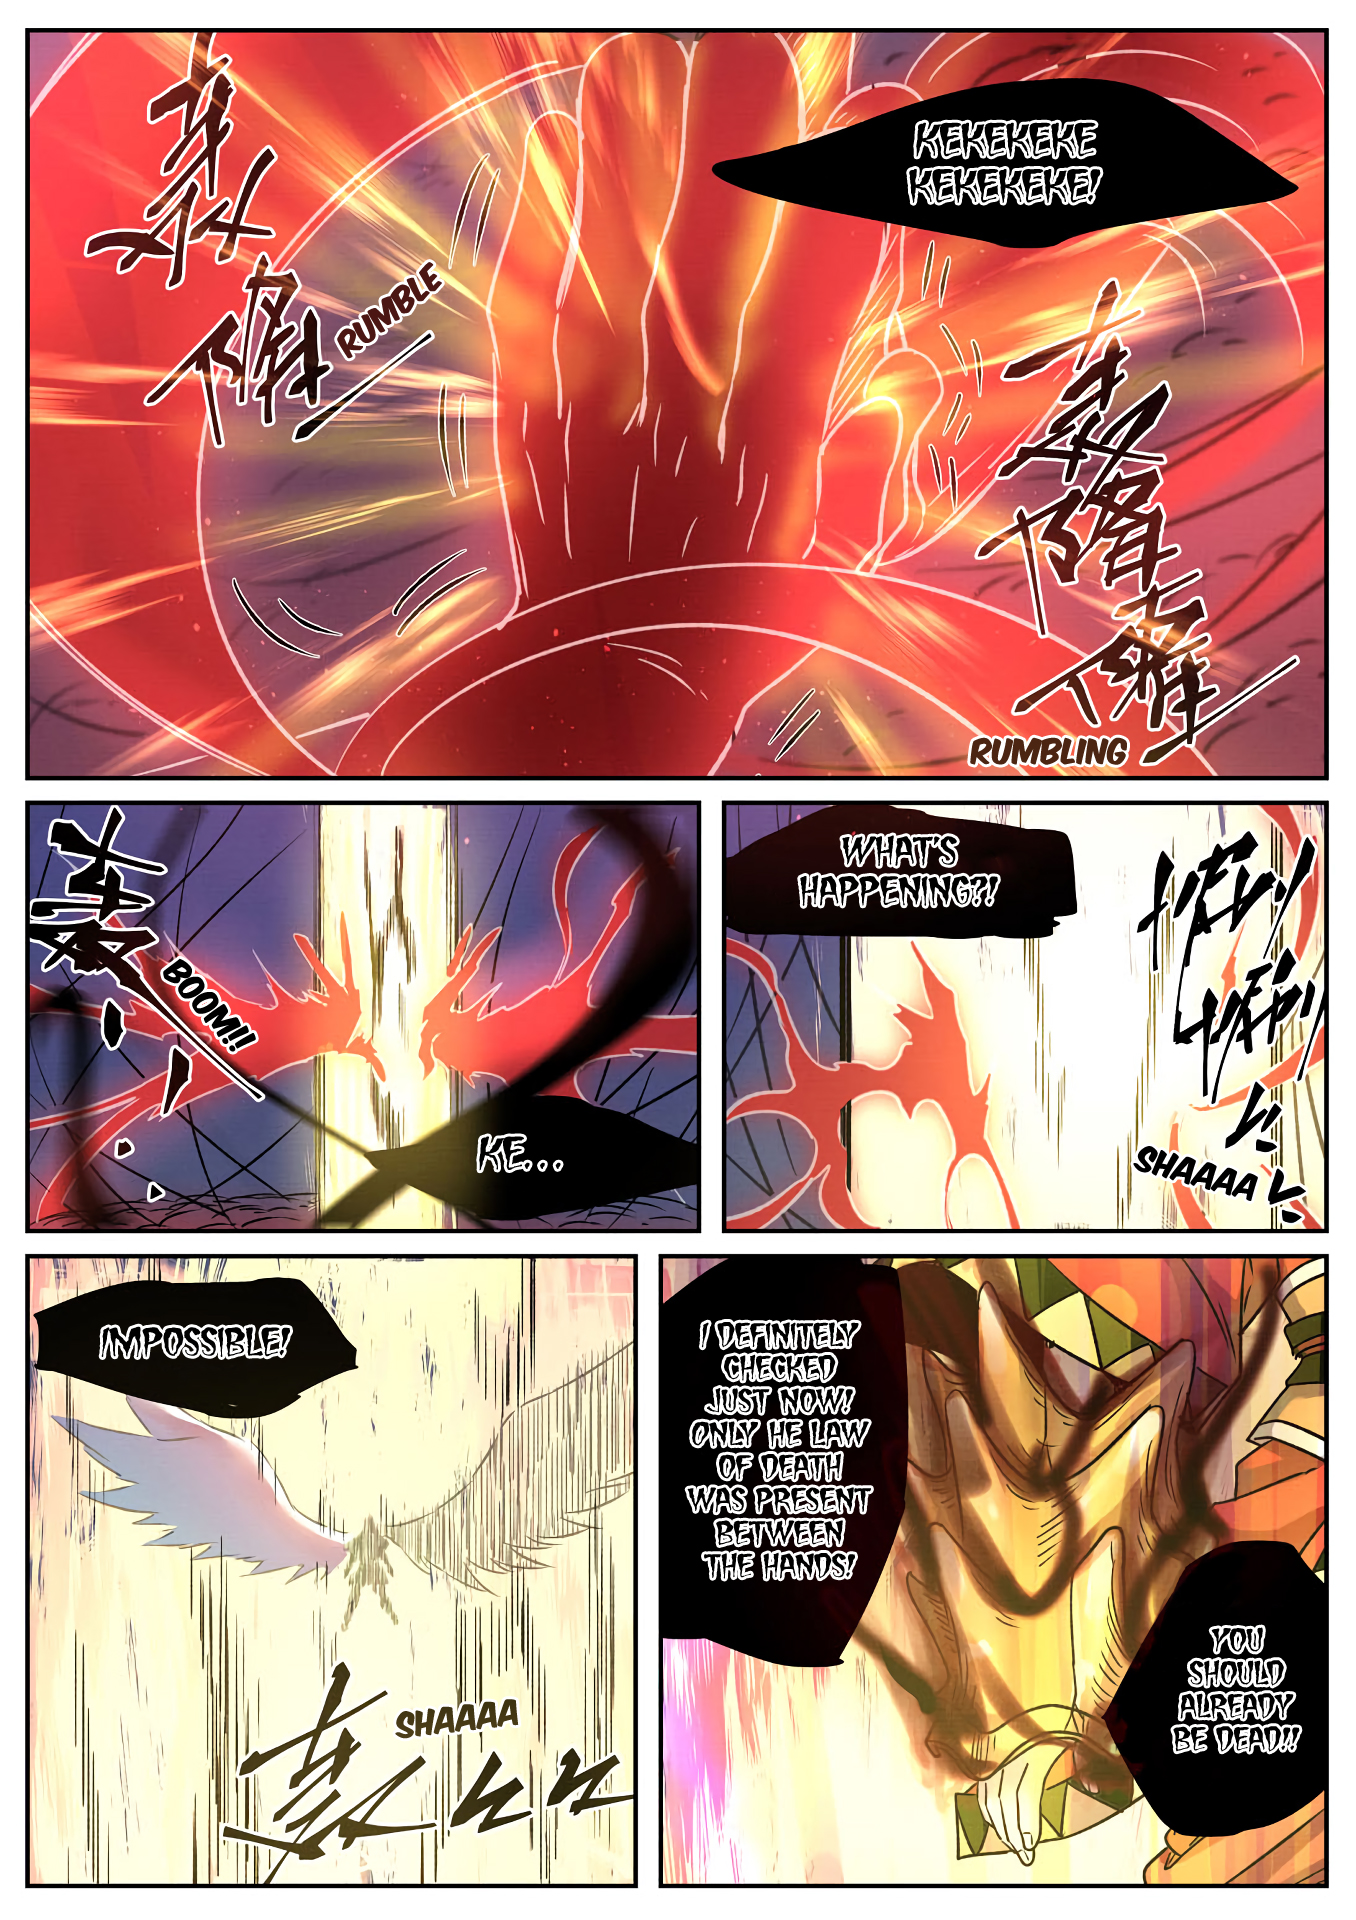 KEKEKEKE
KEKEKEKE!
RUMBLE
RUMBLING
BOOM!!
KE...
WHAT'S
HAPPENING?!
SHAAAA
IMPOSSIBLE!
SHAAAA
I DEFINITELY
CHECKED
JUST NOW!
ONLY HE LAW
OF DEATH
WAS PRESENT
BETWEEN
THE HANDS!
YOU
SHOULD
ALREADY
BE DEAD!!